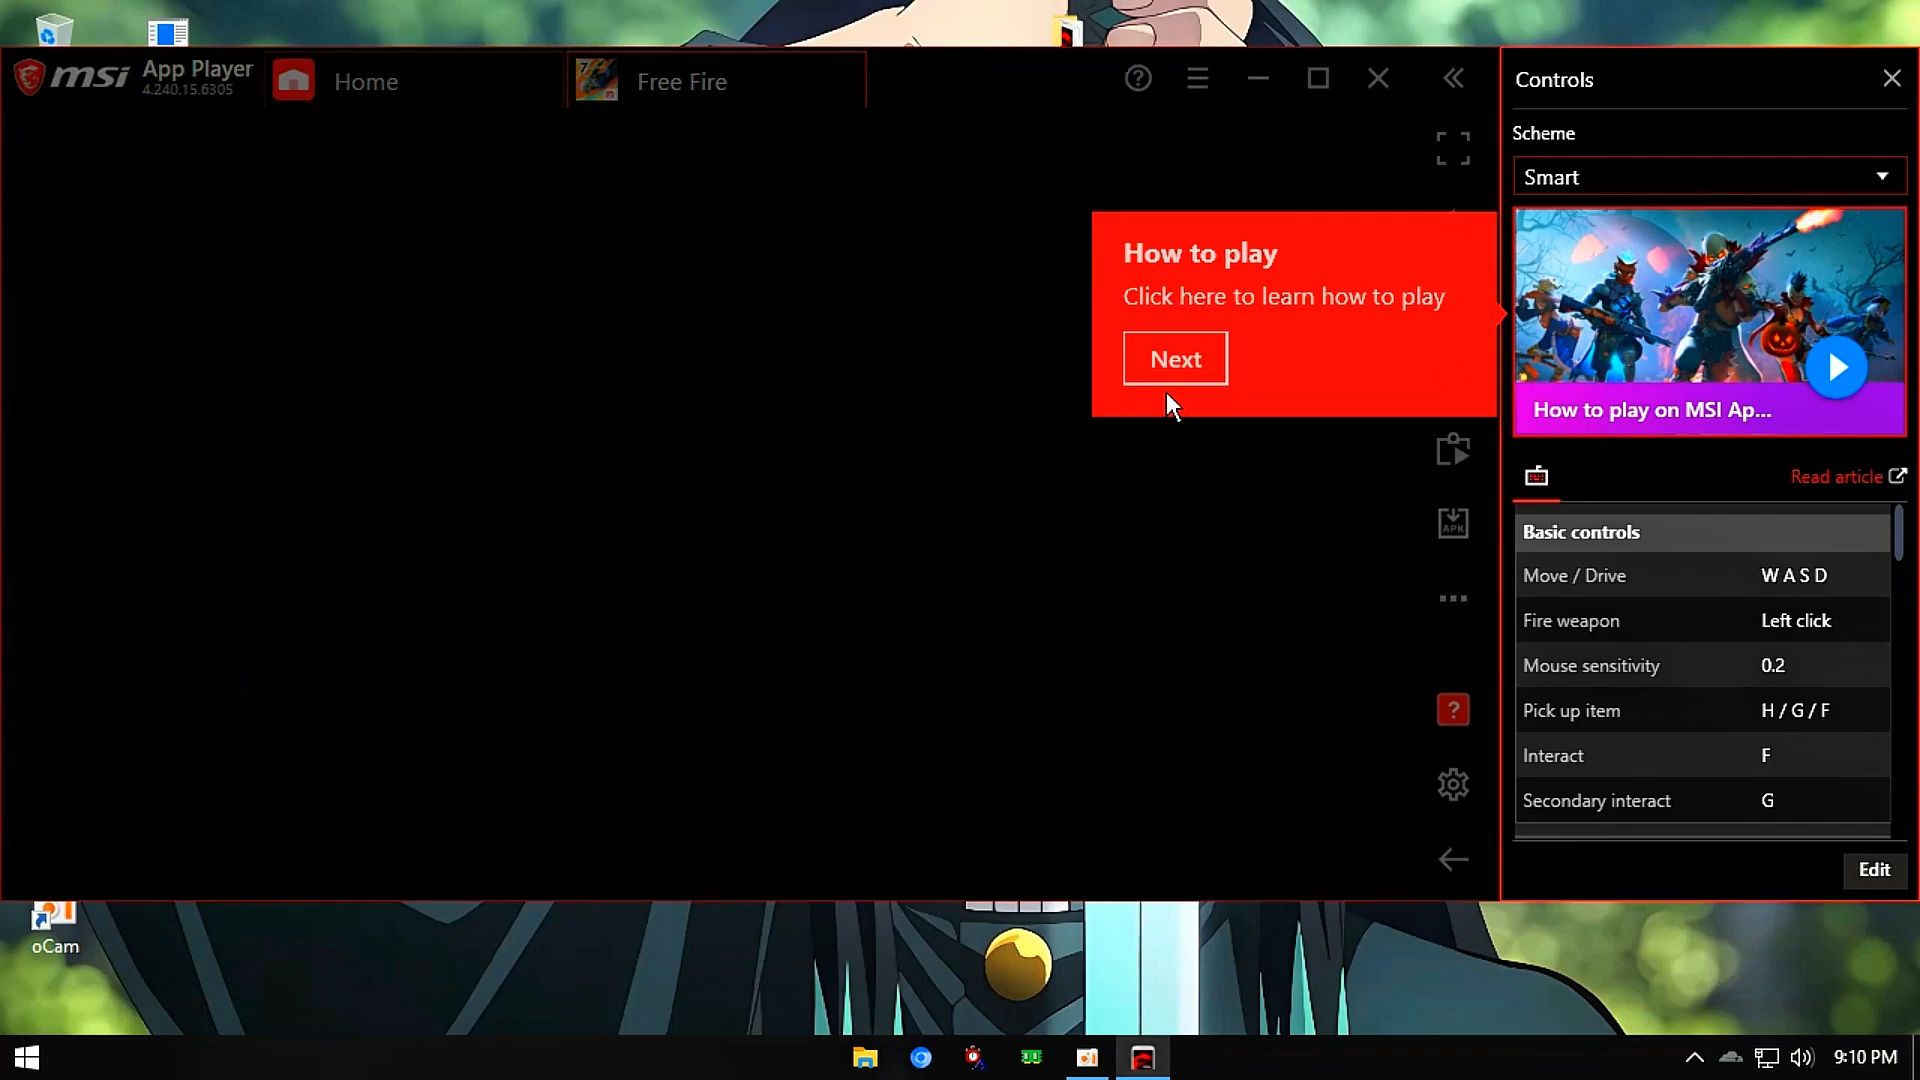 msi
App Player
4.240.15.6305
Home
Free Fire
Controls
Scheme
Smart
How to play
Click here to learn how to play
Next
How to play on MSI Ap...
Read article
APK
Basic controls
Move / Drive W A S D
Fire weapon Left click
Mouse sensitivity 0.2
Pick up item H / G / F
Interact F
Secondary interact G
Edit
oCam
9:10 PM